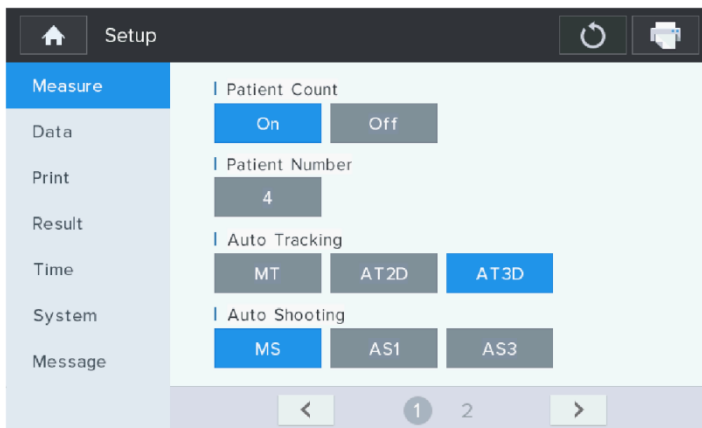 Setup
Measure
Data
Print
Result
Time
System
Message
Patient Count
On Off
Patient Number
4
Auto Tracking
MT AT2D AT3D
Auto Shooting
MS AS1 AS3
< 1 2 >